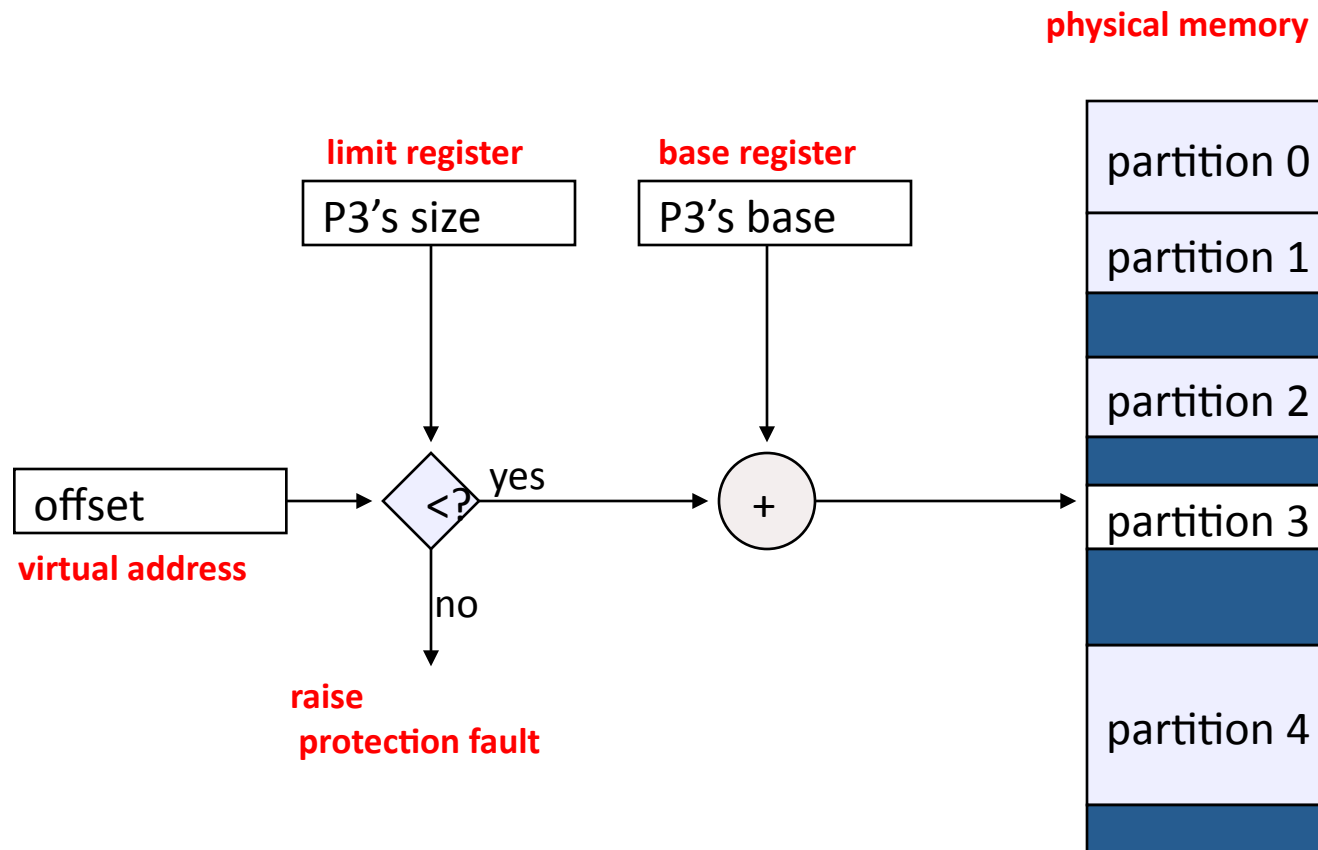 physical memory
limit register
base register
P3’s size
P3’s base
partition 0
partition 1
partition 2
offset
<?
yes
+
partition 3
virtual address
no
raise
protection fault
partition 4